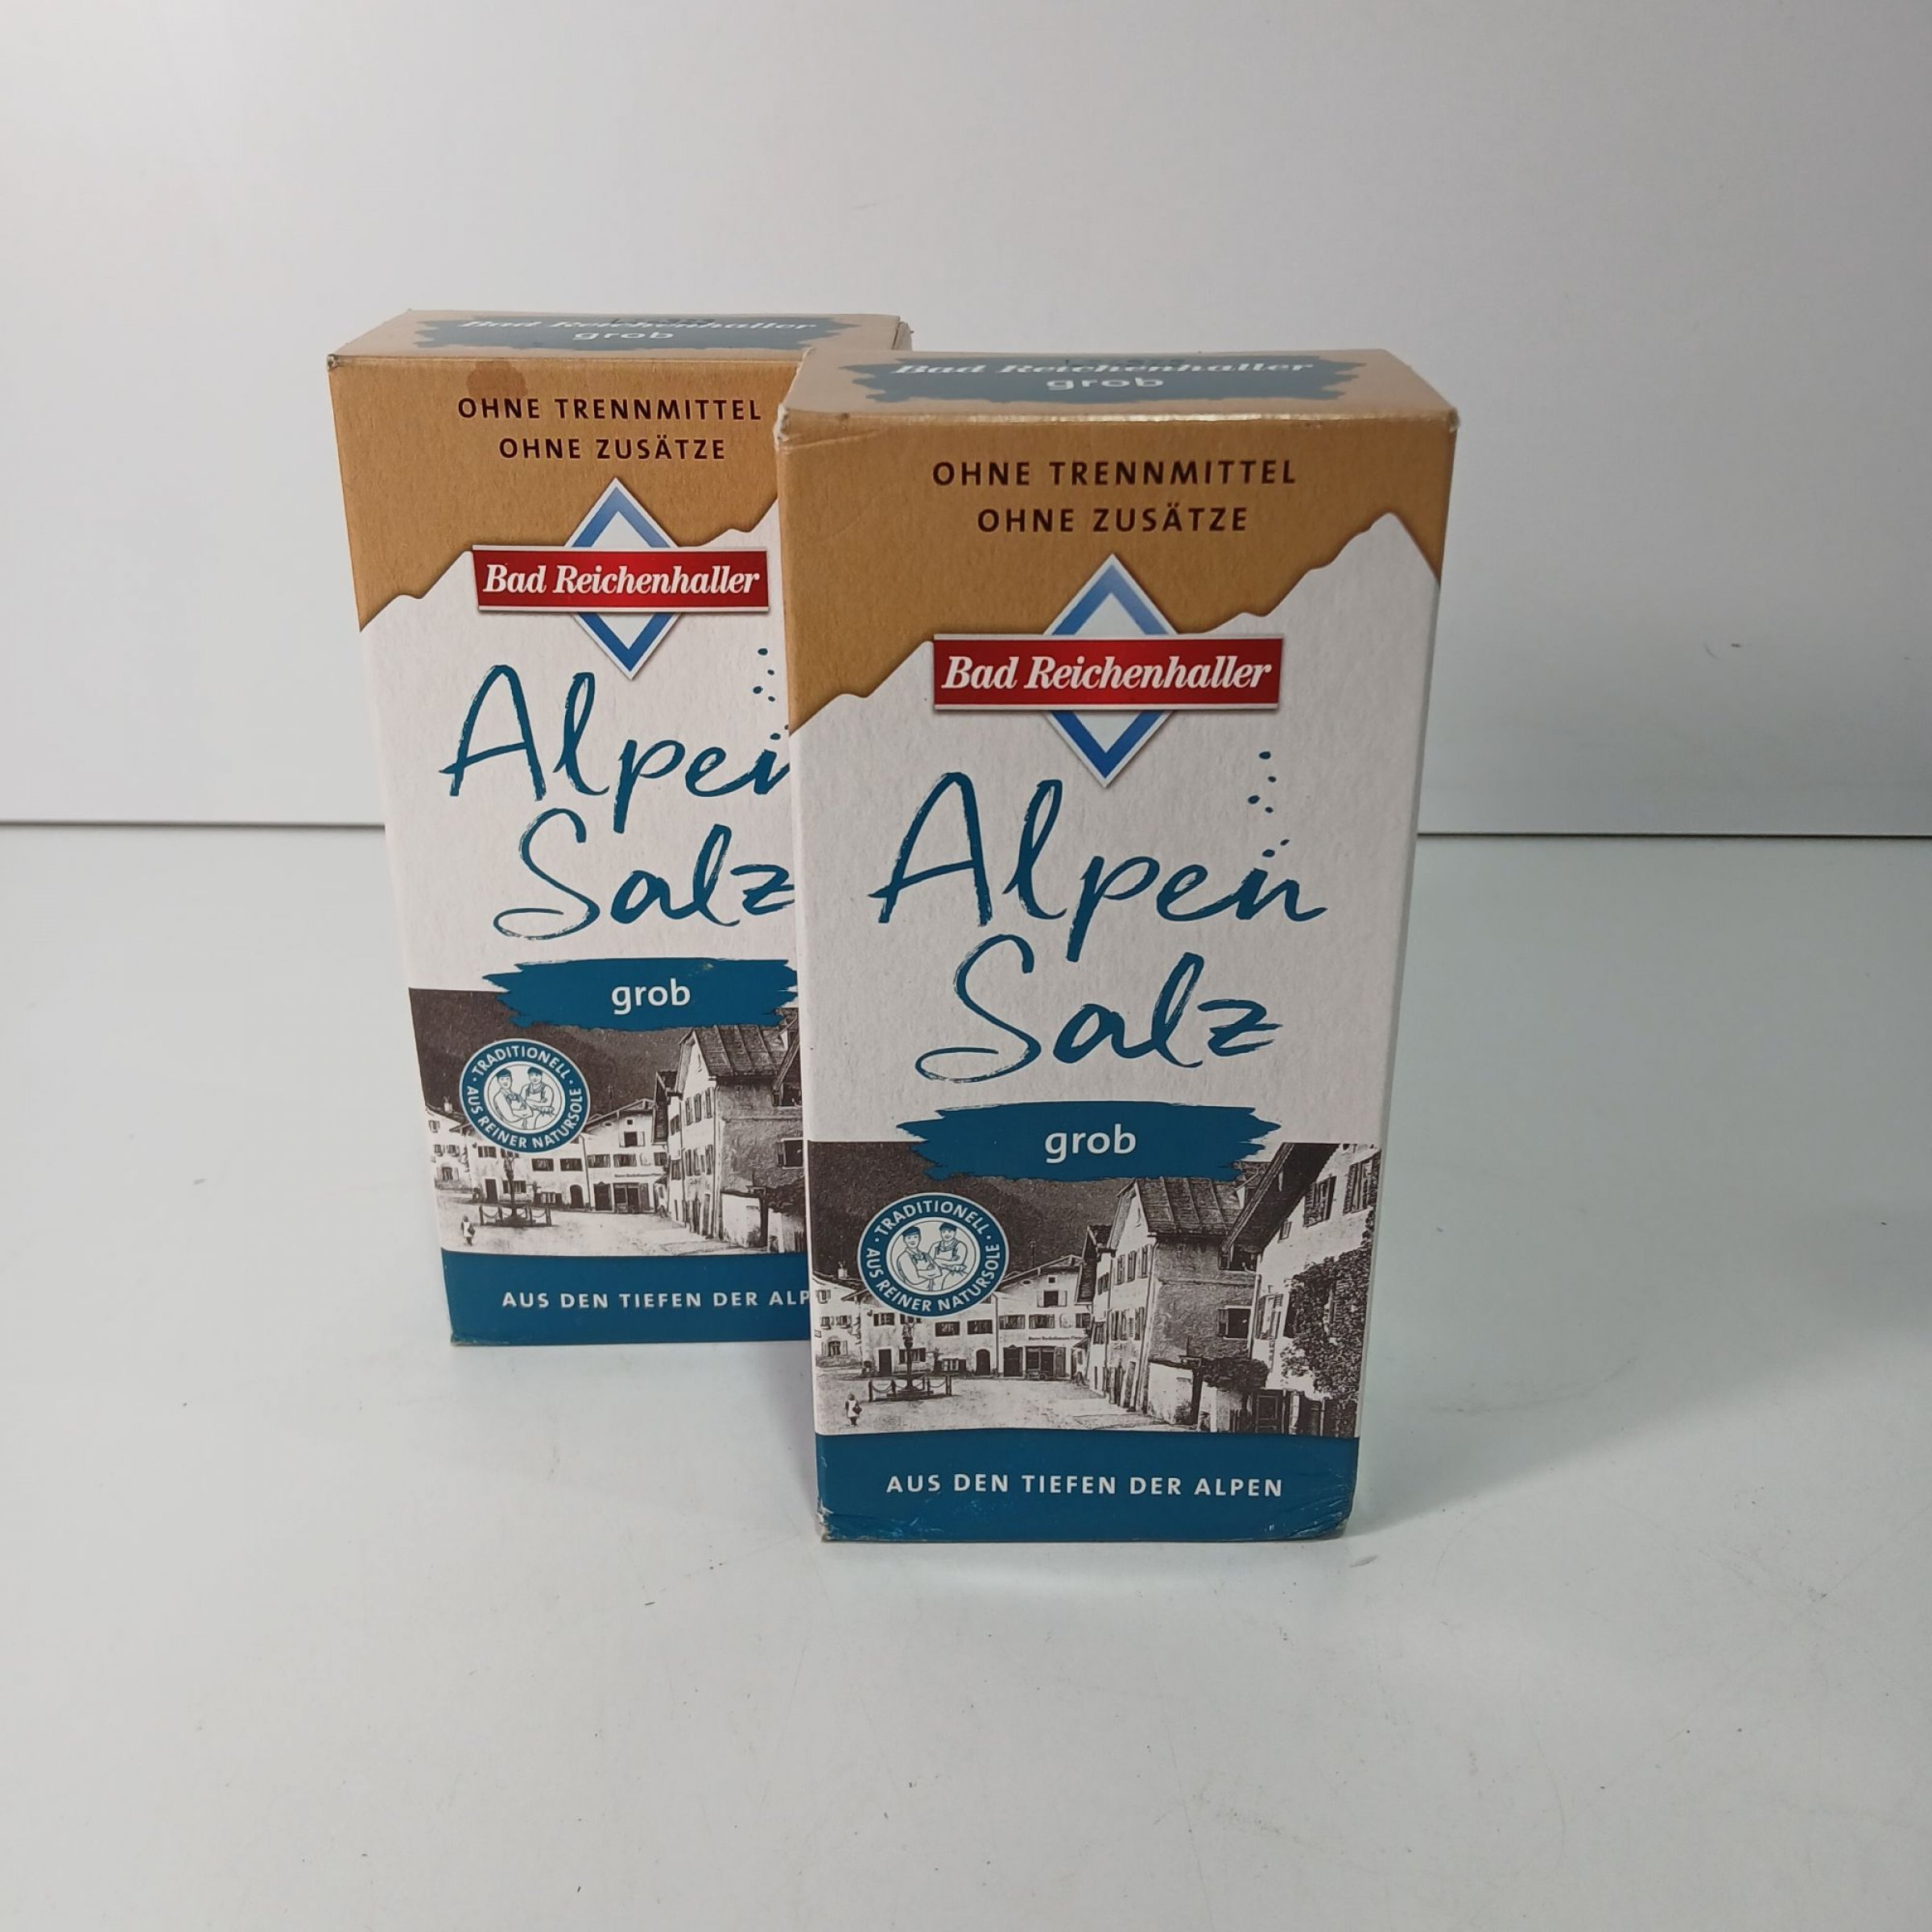 Bad Reichenhaller
grob
OHNE TRENNMITTEL
OHNE ZUSÄTZE
Bad Reichenhaller
Alpen
Salz
grob
TRADITIONELL
AUS REINER NATURSOLE
AUS DEN TIEFEN DER ALP
Bad Reichenhaller
grob
OHNE TRENNMITTEL
OHNE ZUSÄTZE
Bad Reichenhaller
Alpen
Salz
grob
TRADITIONELL
AUS REINER NATURSOLE
AUS DEN TIEFEN DER ALPEN